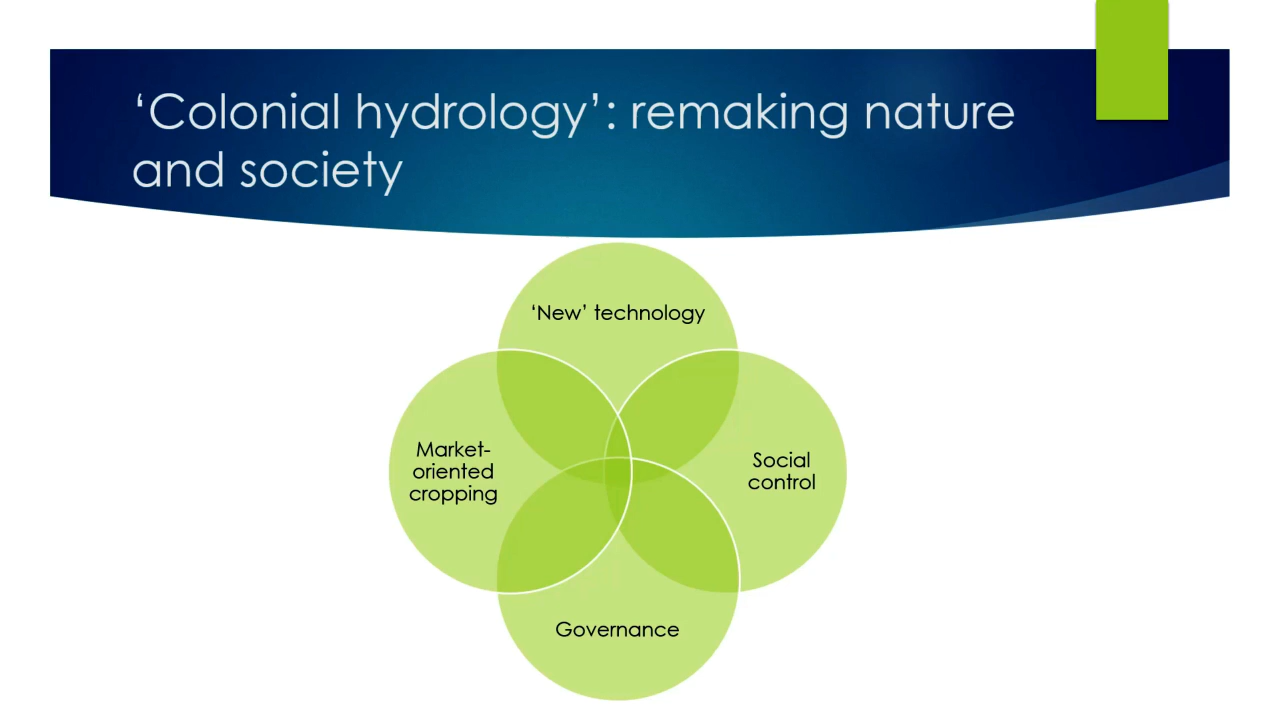 ‘Colonial hydrology’: remaking nature
and society
‘New’ technology
Market-
oriented
cropping
Social
control
Governance